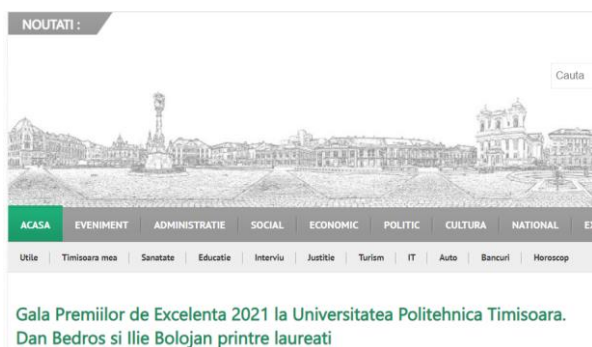 NOUTATI :
Cauta
ACASA EVENIMENT ADMINISTRATIE SOCIAL ECONOMIC POLITIC CULTURA NATIONAL
Utile Timisoara mea Sanatate Educatie Interviu Justitie Turism IT Auto Bancuri Horoscop
Gala Premiilor de Excelenta 2021 la Universitatea Politehnica Timisoara.
Dan Bedros si Ilie Bolojan printre laureati